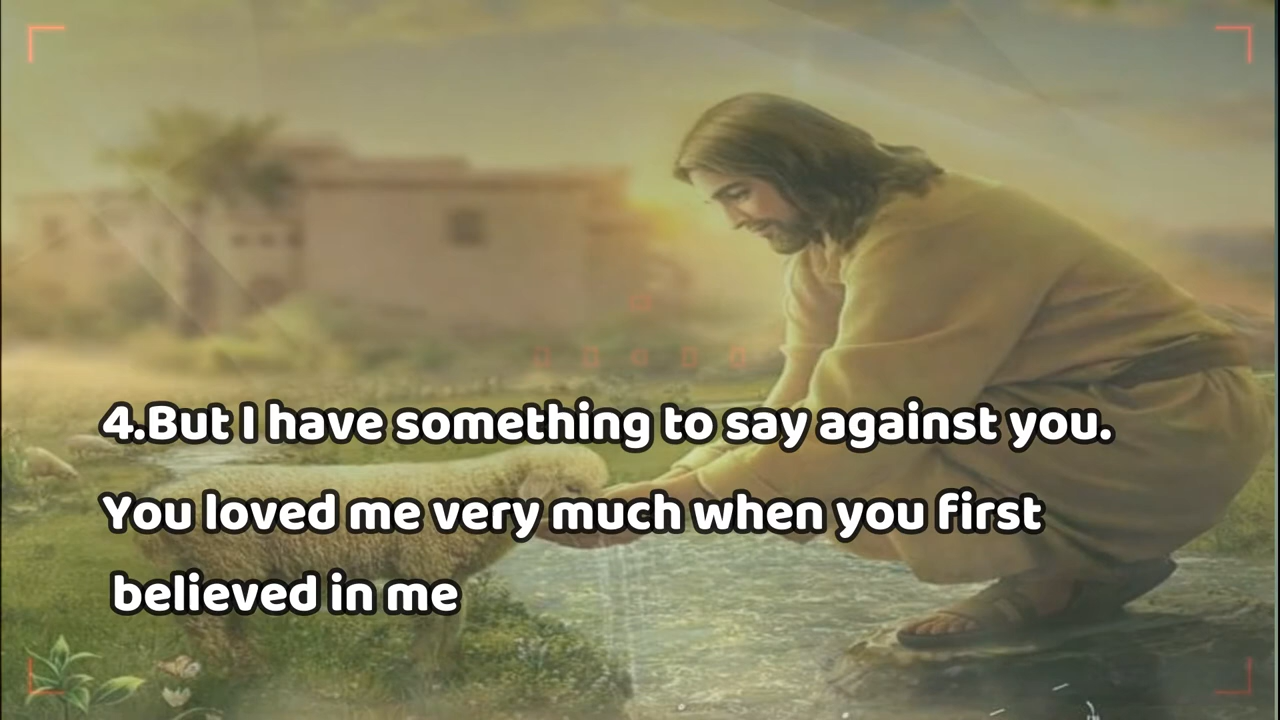 4.But I have something to say against you.
You loved me very much when you first
believed in me